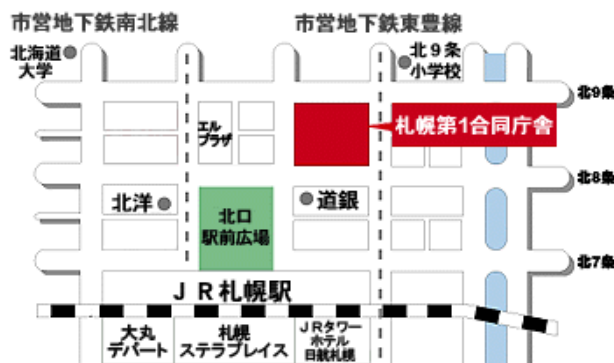 市営地下鉄南北線
市営地下鉄東豊線
北海道
大学
北9条
小学校
北9条
エル
プラザ
札幌第1合同庁舎
北8条
北洋
道銀
北口
駅前広場
北7条
JR札幌駅
大丸
デパート
札幌
ステラプレイス
JRタワー
ホテル
日航札幌